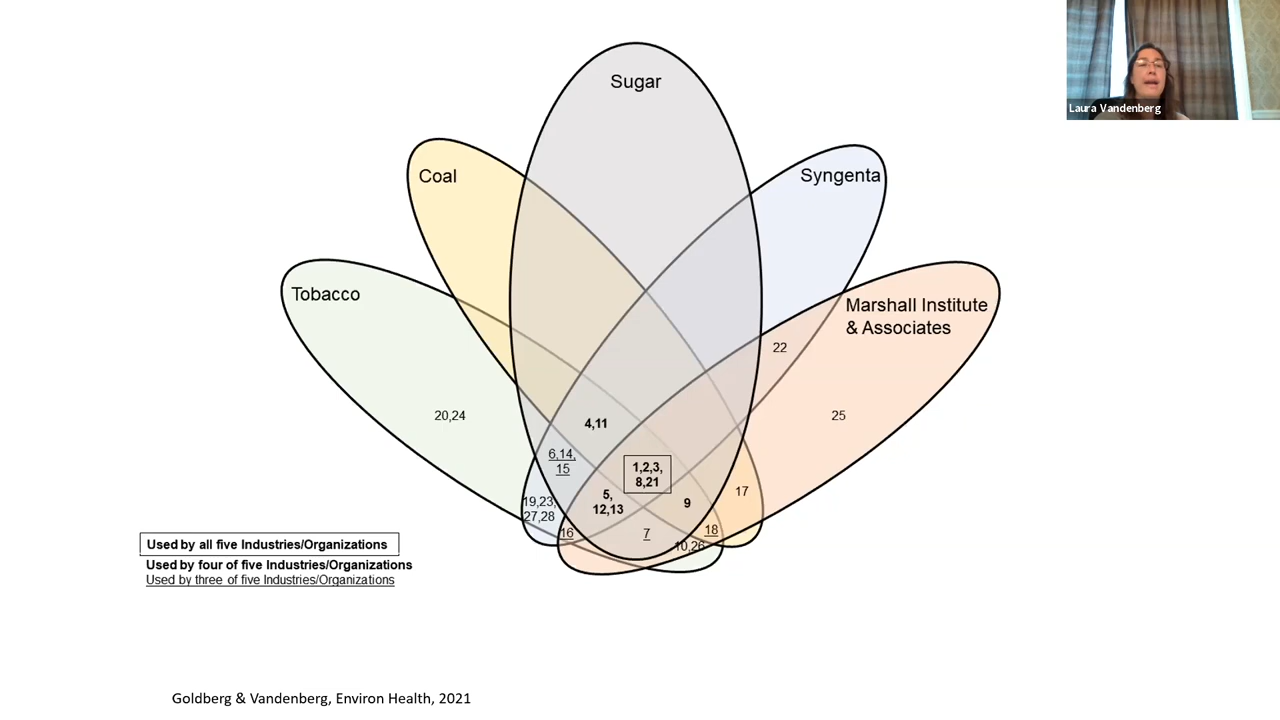 Sugar
Laura Vandenberg
Coal
Syngenta
Tobacco
Marshall Institute
& Associates
22
20,24
25
4,11
6,14,
15
1,2,3,
8,21
5,
12,13
9
17
19,23,
27,28
16
7
18
10,26
Used by all five Industries/Organizations
Used by four of five Industries/Organizations
Used by three of five Industries/Organizations
Goldberg & Vandenberg, Environ Health, 2021